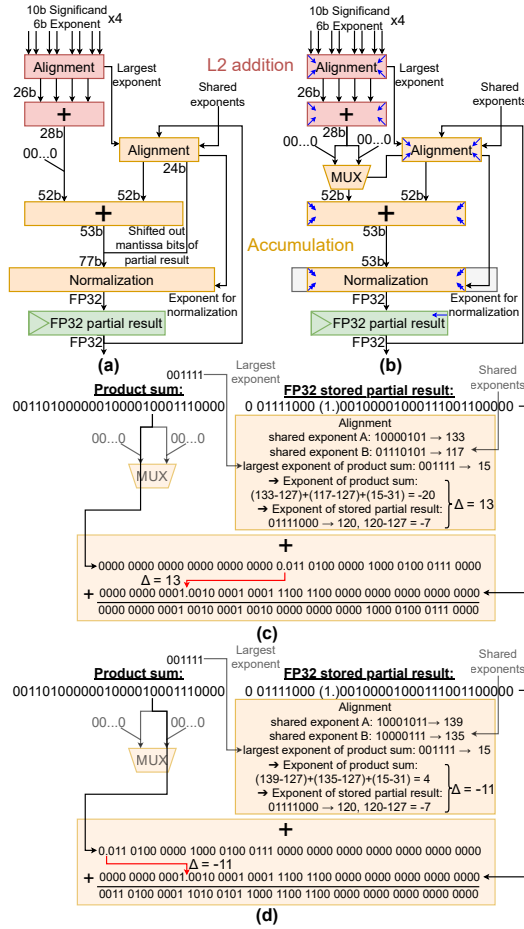 10b Significand
6b Exponent
x4
Alignment
Largest
exponent
26b
+
28b
00...0
L2 addition
Shared
exponents
Alignment
24b
52b
52b
+
53b
Shifted out
mantissa bits of
partial result
77b
Accumulation
Normalization
FP32
Exponent for
normalization
FP32 partial result
FP32
(a)
10b Significand
6b Exponent
x4
Alignment
Largest
exponent
26b
+
28b
00...0
00...0
Shared
exponents
MUX
Alignment
52b
52b
+
53b
53b
Normalization
FP32
Exponent for
normalization
FP32 partial result
FP32
(b)
Largest
exponent
001111
Product sum:
FP32 stored partial result:
Shared
exponents
0011010000001000010001110000
0 01111000 (1.)00100001000111001100000
00...0
00...0
MUX
Alignment
shared exponent A: 10000101 → 133
shared exponent B: 01110101 → 117
largest exponent of product sum: 001111 → 15
➔ Exponent of product sum:
(133-127)+(117-127)+(15-31) = -20
➔ Exponent of stored partial result:
01111000 → 120, 120-127 = -7
Δ = 13
+
0000 0000 0000 0000 0000 0000 0.011 0100 0000 1000 0100 0111 0000
Δ = 13
+ 0000 0000 0001.0010 0001 0001 1100 1100 0000 0000 0000 0000 0000
0000 0000 0001 0010 0001 0010 0000 0000 0000 1000 0100 0111 0000
(c)
Largest
exponent
001111
Product sum:
FP32 stored partial result:
Shared
exponents
0011010000001000010001110000
0 01111000 (1.)00100001000111001100000
00...0
00...0
MUX
Alignment
shared exponent A: 10001011→ 139
shared exponent B: 10000111 → 135
largest exponent of product sum: 001111 → 15
➔ Exponent of product sum:
(139-127)+(135-127)+(15-31) = 4
➔ Exponent of stored partial result:
01111000 → 120, 120-127 = -7
Δ = -11
+
0.011 0100 0000 1000 0100 0111 0000 0000 0000 0000 0000 0000 0000
Δ = -11
+ 0000 0000 0001.0010 0001 0001 1100 1100 0000 0000 0000 0000 0000
0011 0100 0001 1010 0101 1000 1100 1100 0000 0000 0000 0000 0000
(d)